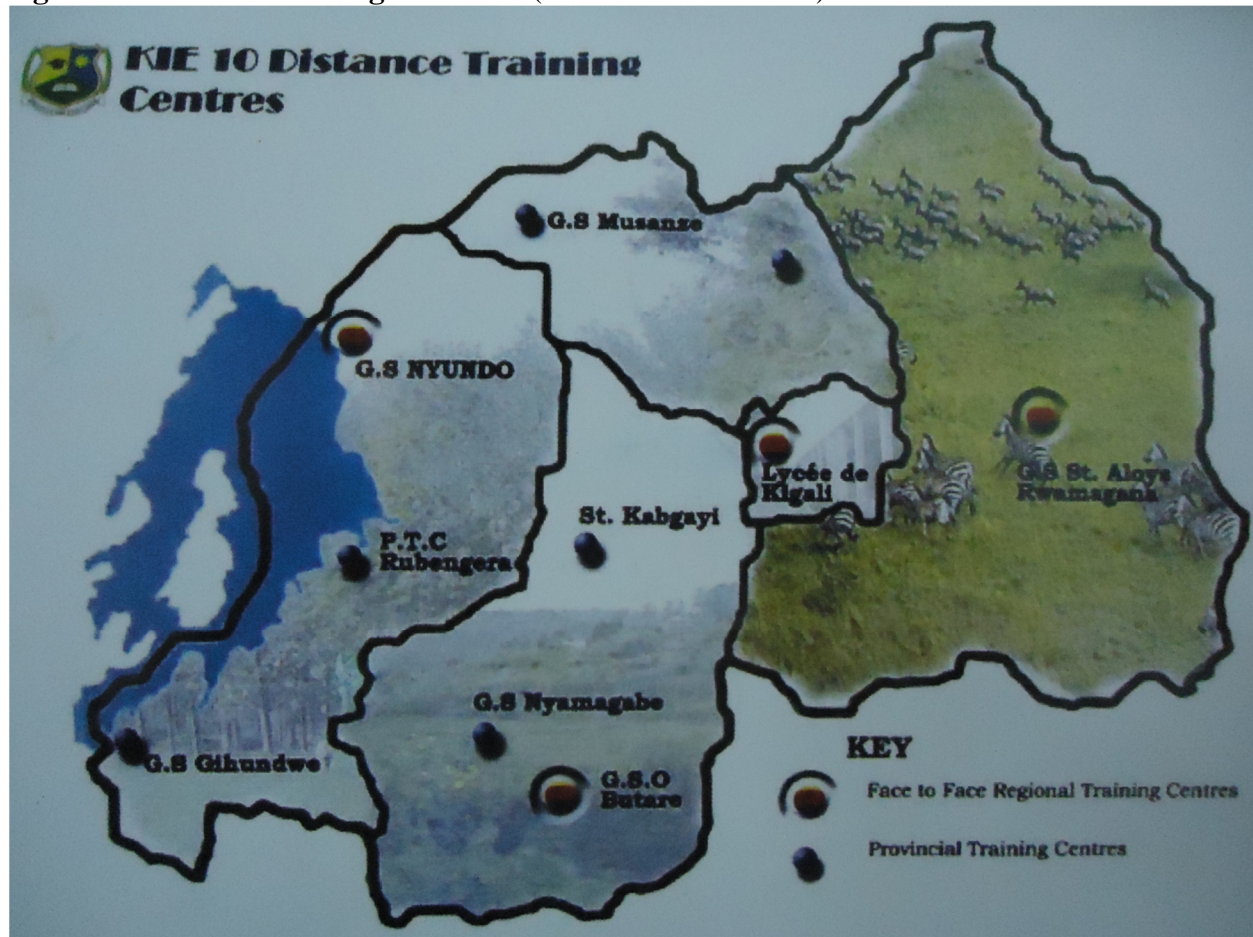 KIE 10 Distance Training
Centres
G.S Musanze
G.S NYUNDO
Lycée de
Kigali
G.S St. Aloys
Rwamagana
St. Kabgayi
P.T.C
Rubengera
G.S Nyamagabe
G.S Gihundwe
G.S.O
Butare
KEY
Face to Face Regional Training Centres
Provincial Training Centres